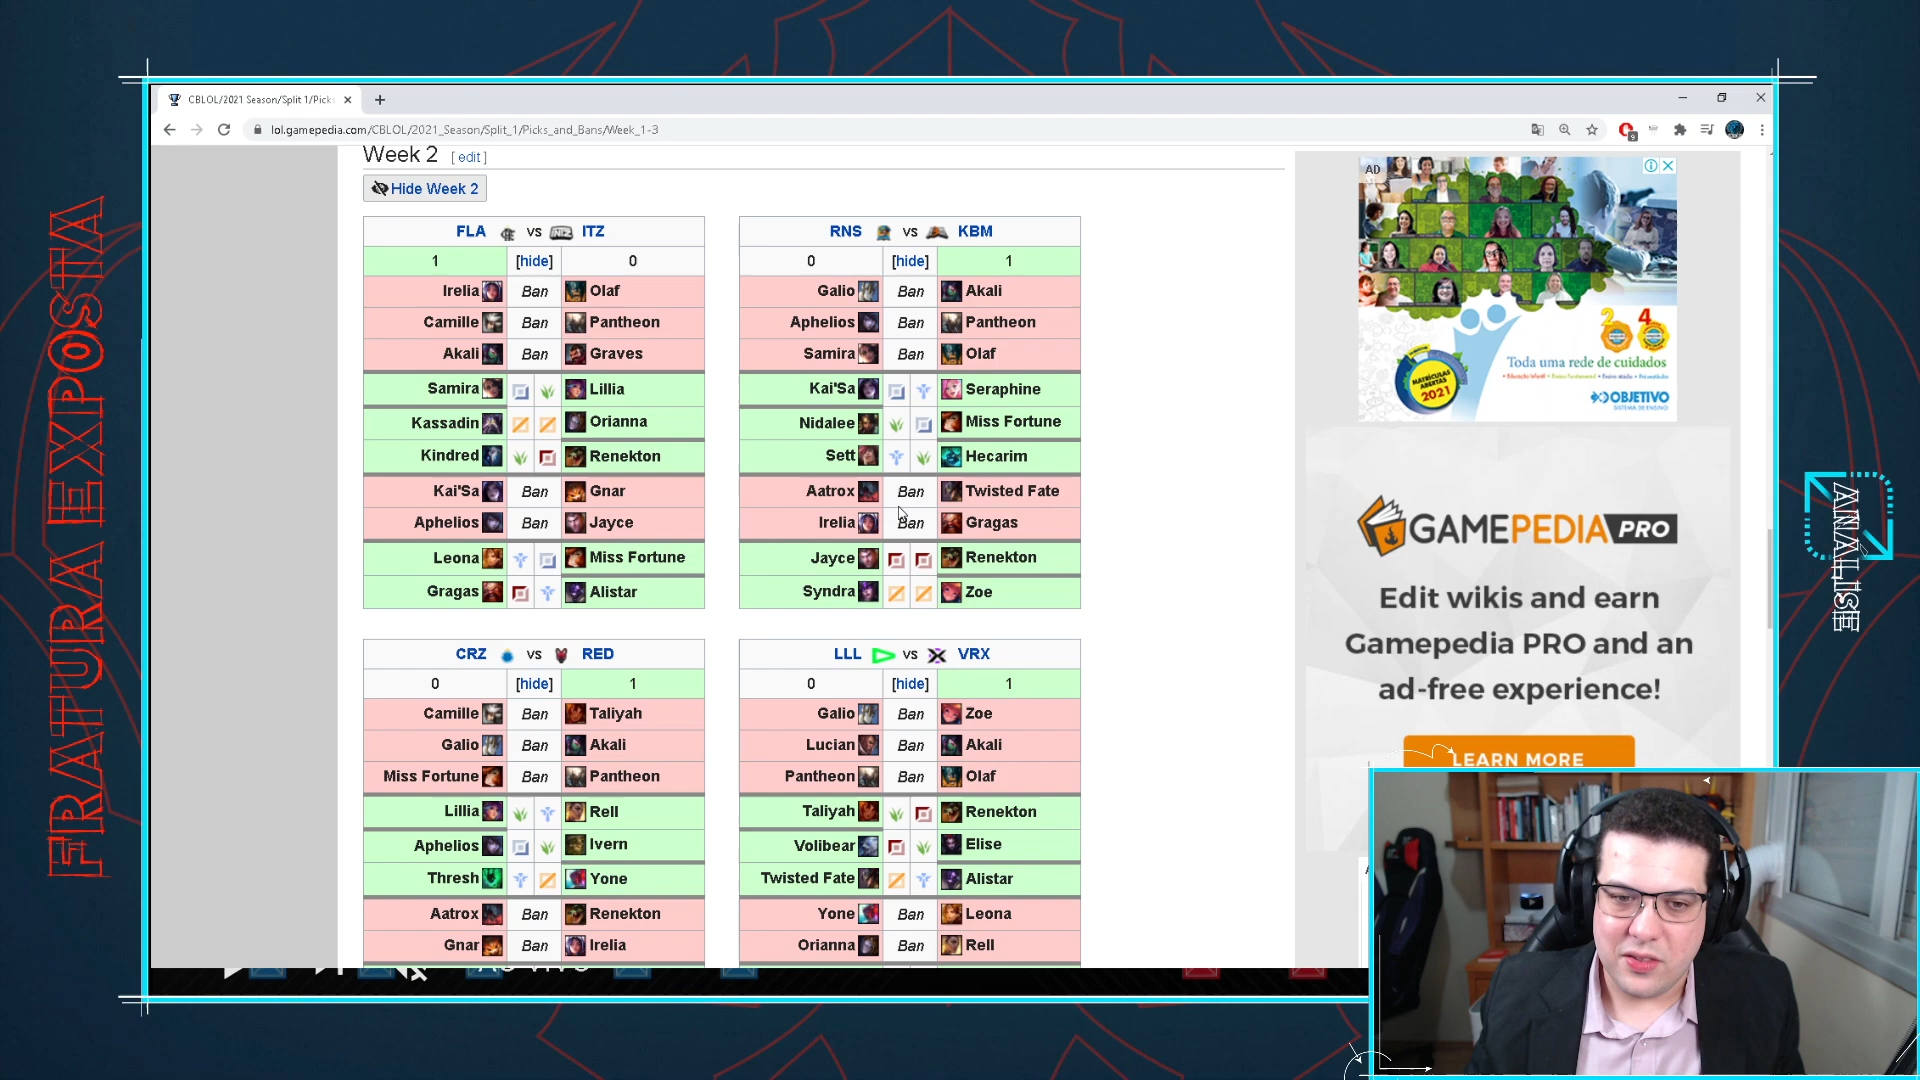 CBLOL/2021 Season/Split 1/Picks
lol.gamepedia.com/CBLOL/2021_Season/Split_1/Picks_and_Bans/Week_1-3
Week 2 [ edit ]
Hide Week 2
FLA vs ITZ
1 [hide] 0
Irelia Ban Olaf
Camille Ban Pantheon
Akali Ban Graves
Samira Lillia
Kassadin Orianna
Kindred Renekton
Kai'Sa Ban Gnar
Aphelios Ban Jayce
Leona Miss Fortune
Gragas Alistar
RNS vs KBM
0 [hide] 1
Galio Ban Akali
Aphelios Ban Pantheon
Samira Ban Olaf
Kai'Sa Seraphine
Nidalee Miss Fortune
Sett Hecarim
Aatrox Ban Twisted Fate
Irelia Ban Gragas
Jayce Renekton
Syndra Zoe
CRZ vs RED
0 [hide] 1
Camille Ban Taliyah
Galio Ban Akali
Miss Fortune Ban Pantheon
Lillia Rell
Aphelios Ivern
Thresh Yone
Aatrox Ban Renekton
Gnar Ban Irelia
LLL vs VRX
0 [hide] 1
Galio Ban Zoe
Lucian Ban Akali
Pantheon Ban Olaf
Taliyah Renekton
Volibear Elise
Twisted Fate Alistar
Yone Ban Leona
Orianna Ban Rell
AD
2 4
Toda uma rede de cuidados
MATRÍCULAS
ABERTAS
2021
OBJETIVO
SISTEMA DE ENSINO
GAMEPEDIA PRO
Edit wikis and earn
Gamepedia PRO and an
ad-free experience!
LEARN MORE
FRATURA EXPOSTA
ANÁLISE